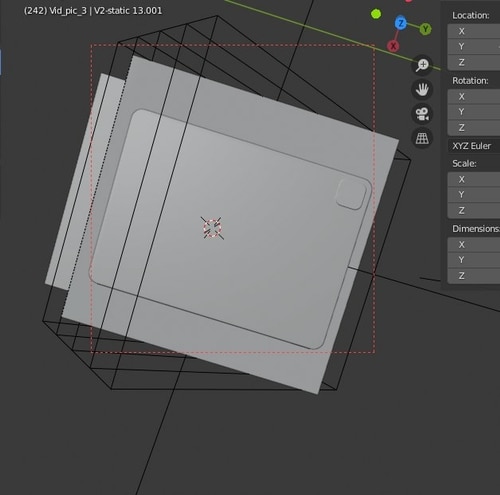 (242) Vid_pic_3 | V2-static 13.001
Z
Y
X
Location:
X
Y
Z
Rotation:
X
Y
Z
XYZ Euler
Scale:
X
Y
Z
Dimensions:
X
Y
Z